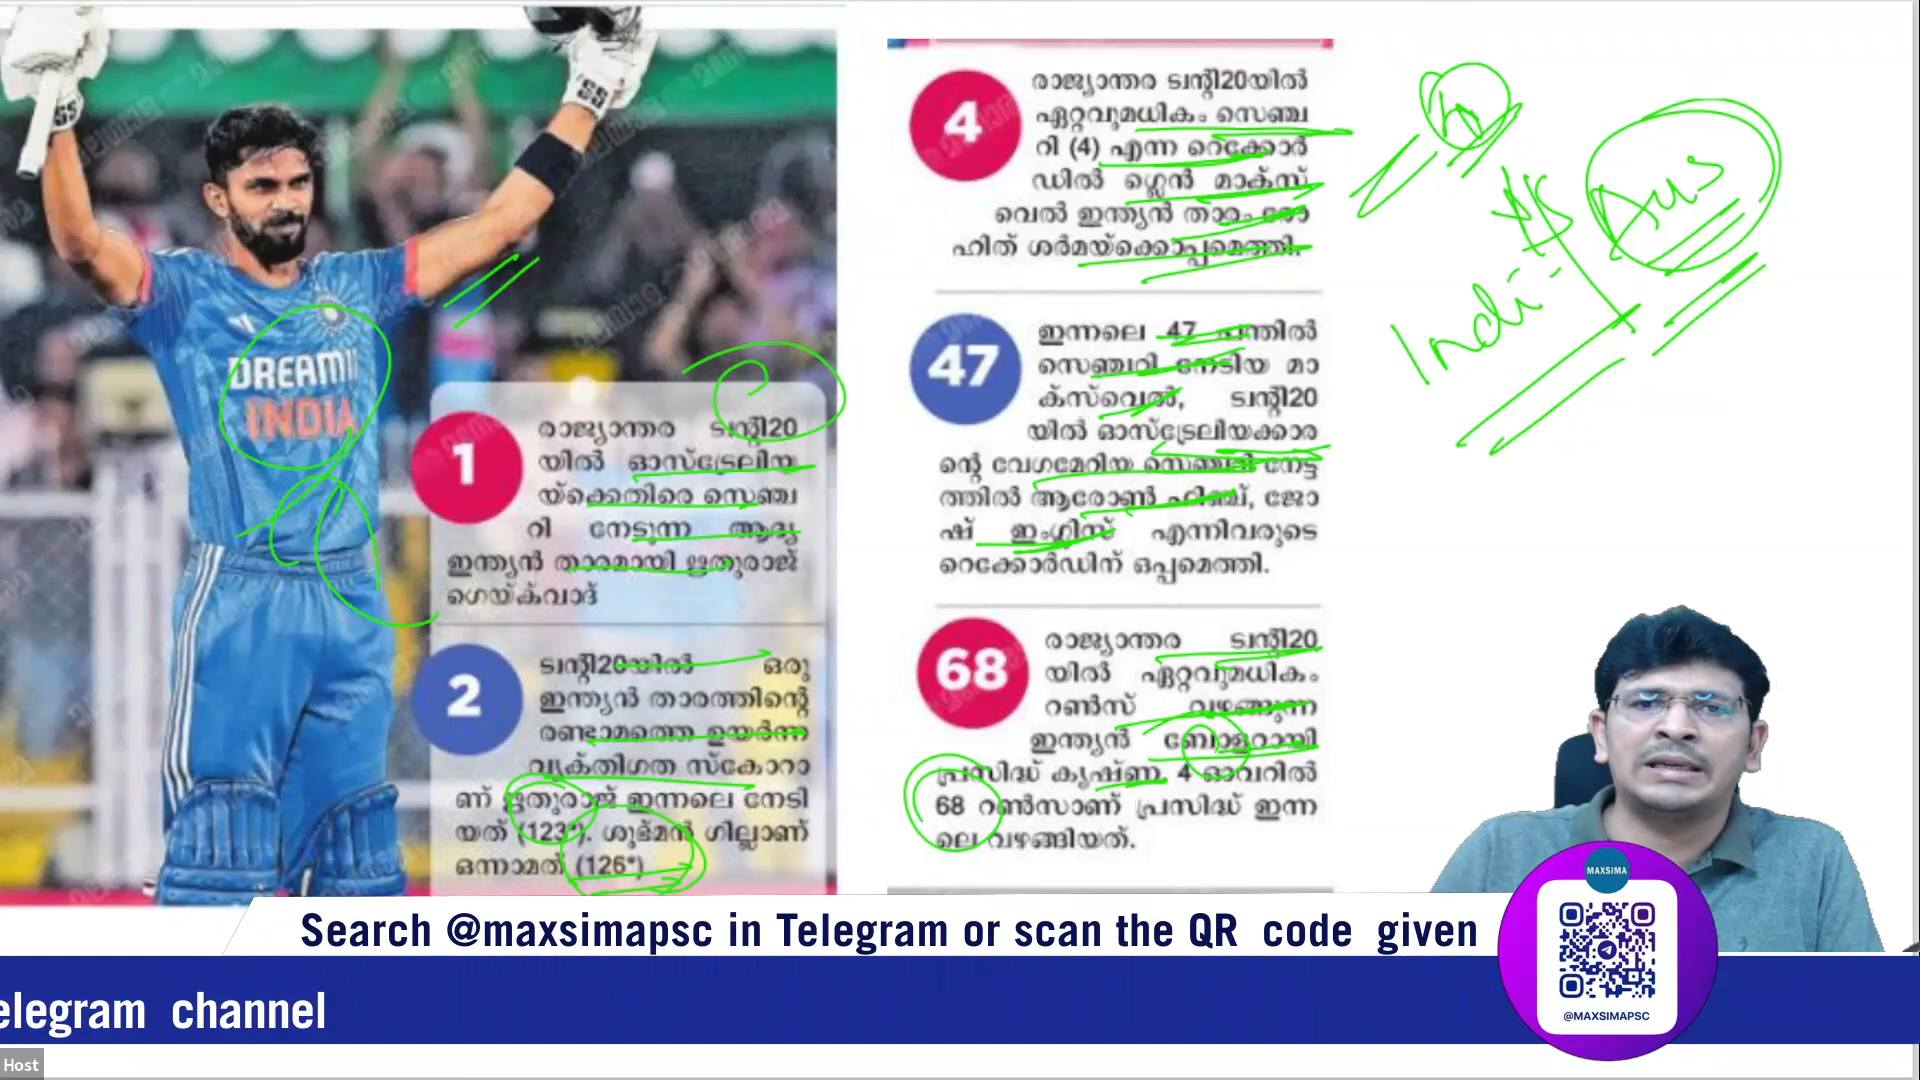 SS
SS
DREAM11
INDIA
1
രാജ്യാന്തര ട്വന്റി20
യിൽ ഓസ്ട്രേലിയ
യ്ക്കെതിരെ സെഞ്ച
റി നേടുന്ന ആദ്യ
ഇന്ത്യൻ താരമായി ഋതുരാജ്
ഗെയ്ക്‌വാദ്
2
ട്വന്റി20യിൽ ഒരു
ഇന്ത്യൻ താരത്തിന്റെ
രണ്ടാമത്തെ ഉയർന്ന
വ്യക്തിഗത സ്കോറാ
ണ് ഋതുരാജ് ഇന്നലെ നേടി
യത് (123*). ശുഭ്മൻ ഗില്ലാണ്
ഒന്നാമത് (126*)
4
രാജ്യാന്തര ട്വന്റി20യിൽ
ഏറ്റവുമധികം സെഞ്ച
റി (4) എന്ന റെക്കോർ
ഡിൽ ഗ്ലെൻ മാക്സ്
വെൽ ഇന്ത്യൻ താരം രോ
ഹിത് ശർമയ്ക്കൊപ്പമെത്തി.
47
ഇന്നലെ 47 പന്തിൽ
സെഞ്ചറി നേടിയ മാ
ക്സ്‌വെൽ, ട്വന്റി20
യിൽ ഓസ്ട്രേലിയക്കാര
ന്റെ വേഗമേറിയ സെഞ്ചറി നേട്ട
ത്തിൽ ആരോൺ ഫിഞ്ച്, ജോ
ഷ് ഇംഗ്ലിസ് എന്നിവരുടെ
റെക്കോർഡിന് ഒപ്പമെത്തി.
68
രാജ്യാന്തര ട്വന്റി20
യിൽ ഏറ്റവുമധികം
റൺസ് വഴങ്ങുന്ന
ഇന്ത്യൻ ബോളറായി
പ്രസിദ്ധ് കൃഷ്ണ. 4 ഓവറിൽ
68 റൺസാണ് പ്രസിദ്ധ് ഇന്ന
ലെ വഴങ്ങിയത്.
Aus
Search @maxsimapsc in Telegram or scan the QR code given
elegram channel
MAXSIMA
@MAXSIMAPSC
Host